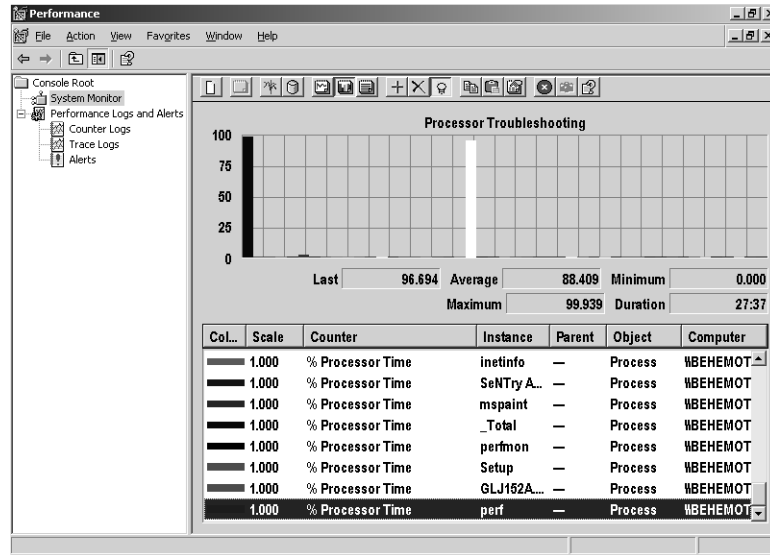 Performance
File Action View Favorites Window Help
Console Root
System Monitor
Performance Logs and Alerts
Counter Logs
Trace Logs
Alerts
Processor Troubleshooting
100
75
50
25
0
Last 96.694 Average 88.409 Minimum 0.000
Maximum 99.939 Duration 27:37
Col... Scale Counter Instance Parent Object Computer
1.000 % Processor Time inetinfo — Process \\BEHEMOT
1.000 % Processor Time SeNTry A... — Process \\BEHEMOT
1.000 % Processor Time mspaint — Process \\BEHEMOT
1.000 % Processor Time _Total — Process \\BEHEMOT
1.000 % Processor Time perfmon — Process \\BEHEMOT
1.000 % Processor Time Setup — Process \\BEHEMOT
1.000 % Processor Time GLJ152A... — Process \\BEHEMOT
1.000 % Processor Time perf — Process \\BEHEMOT